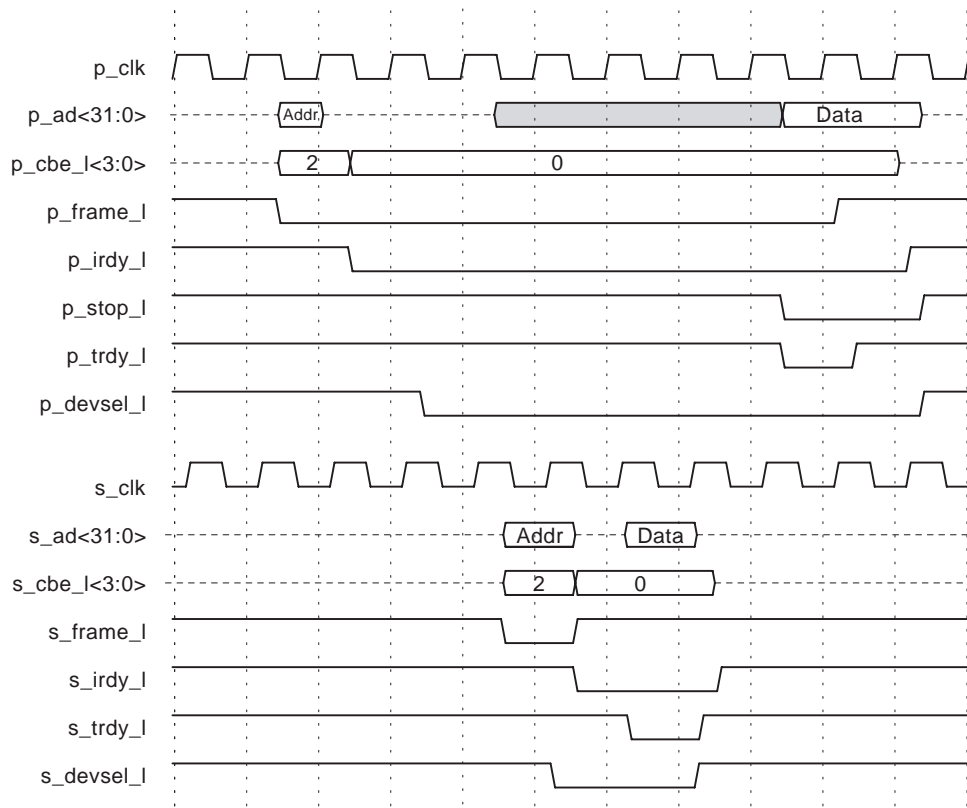 p_clk
p_ad<31:0> Addr. Data
p_cbe_l<3:0> 2 0
p_frame_l
p_irdy_l
p_stop_l
p_trdy_l
p_devsel_l
s_clk
s_ad<31:0> Addr Data
s_cbe_l<3:0> 2 0
s_frame_l
s_irdy_l
s_trdy_l
s_devsel_l